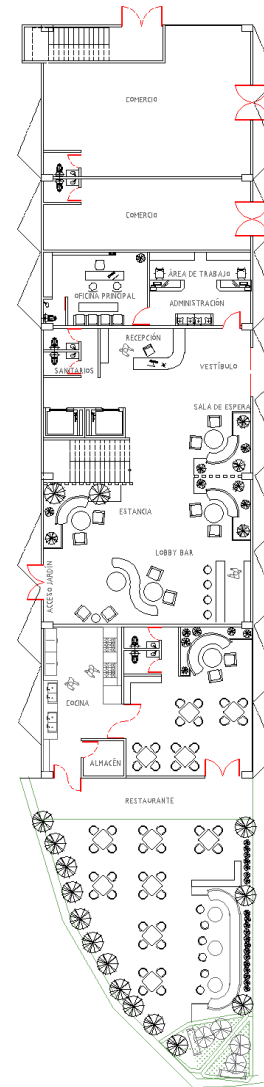 COMERCIO
COMERCIO
ÁREA DE TRABAJO
OFICINA PRINCIPAL
ADMINISTRACIÓN
RECEPCIÓN
SANITARIOS
VESTÍBULO
SALA DE ESPERA
ESTANCIA
LOBBY BAR
ACCESO JARDÍN
COCINA
ALMACÉN
RESTAURANTE